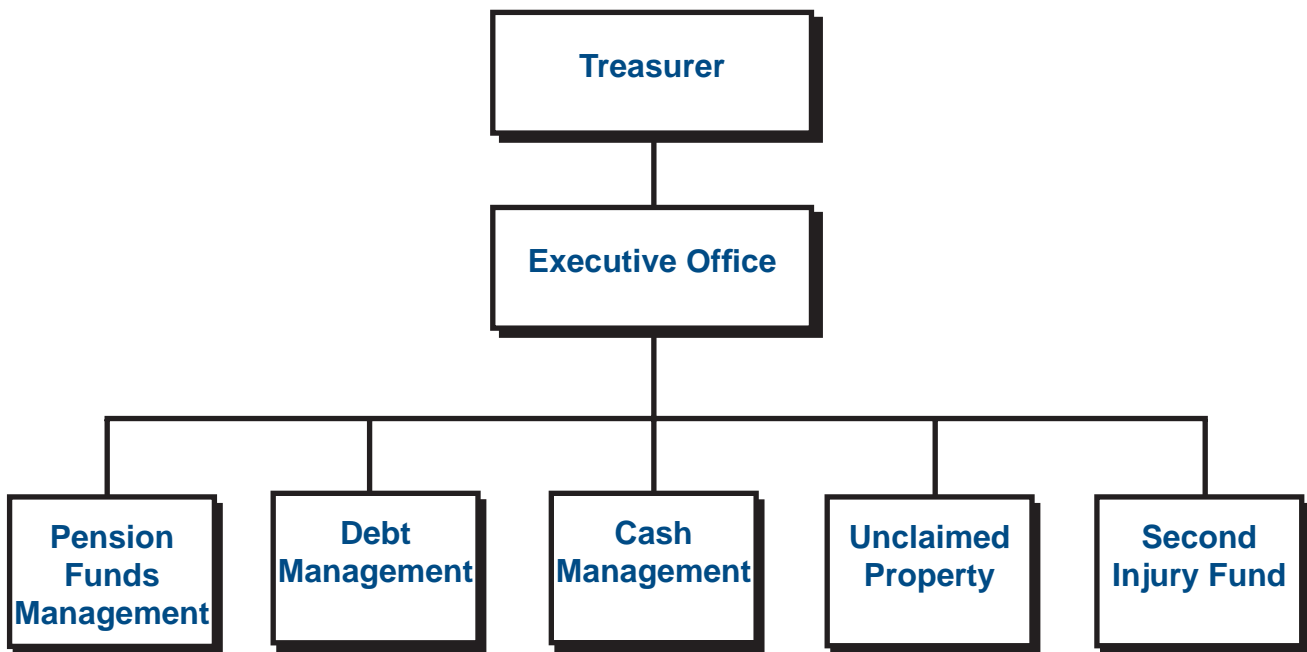 Treasurer
Executive Office
Pension
Funds
Management
Debt
Management
Cash
Management
Unclaimed
Property
Second
Injury Fund